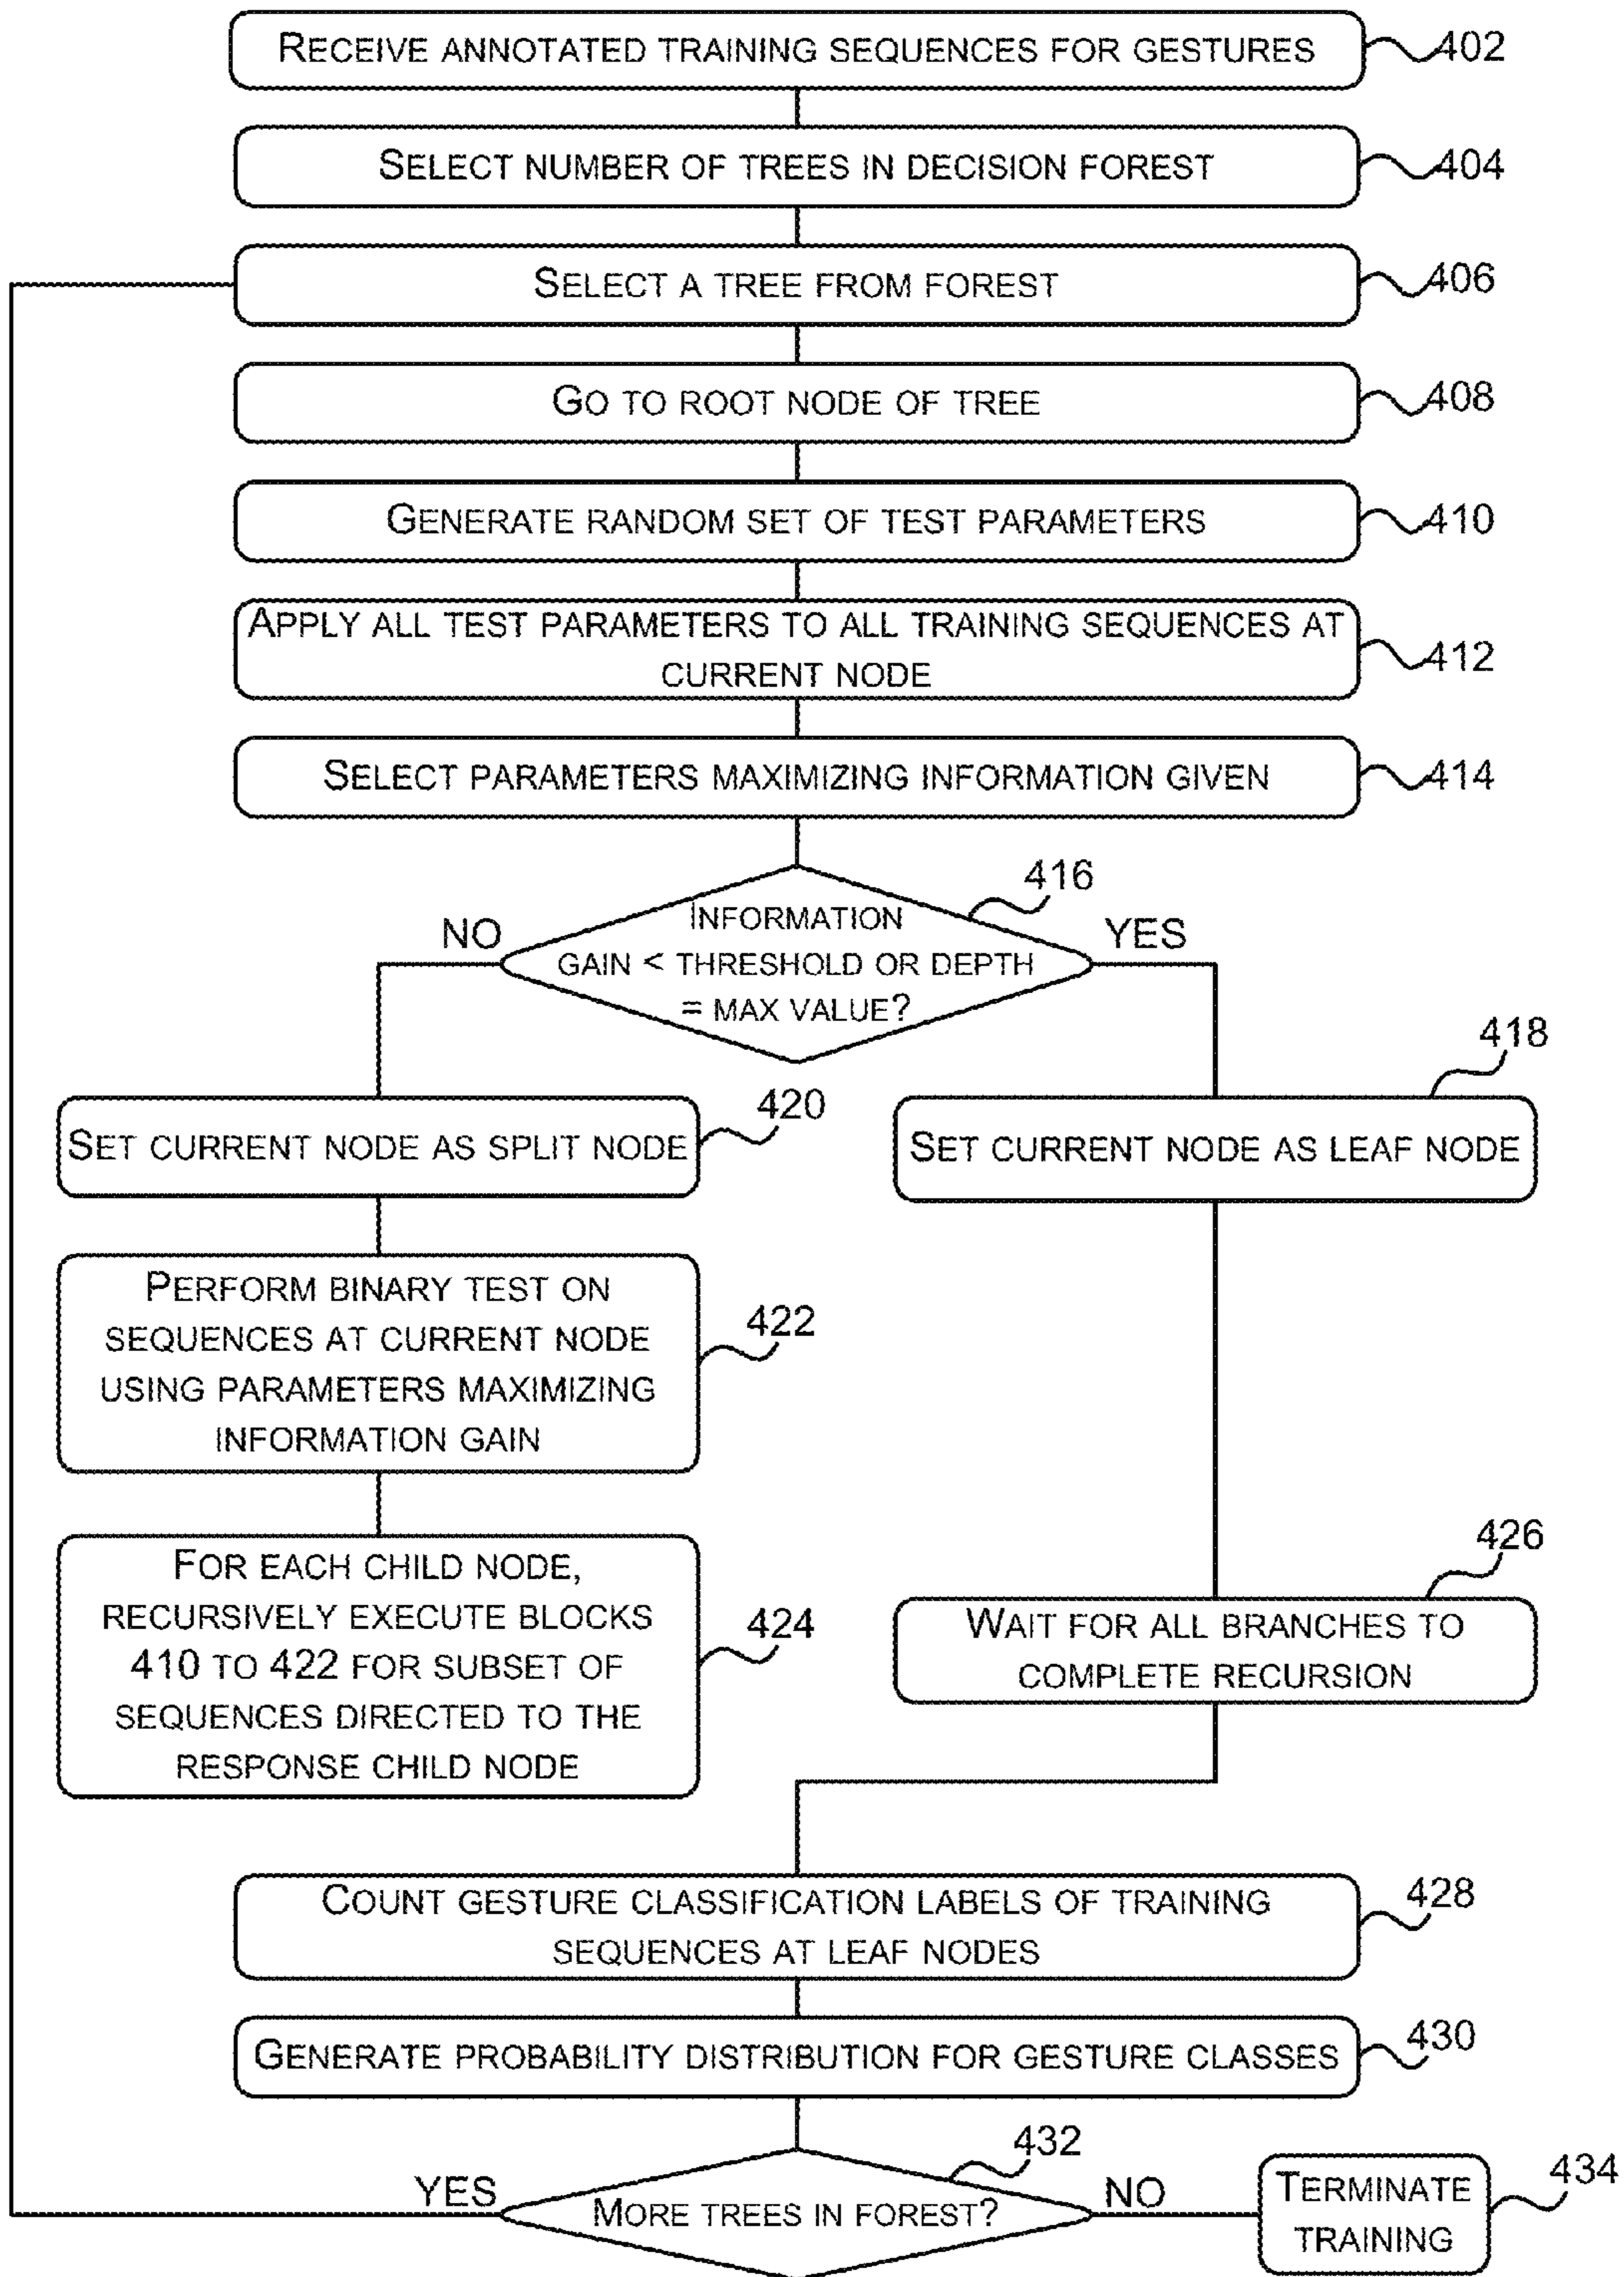 RECEIVE ANNOTATED TRAINING SEQUENCES FOR GESTURES
402
SELECT NUMBER OF TREES IN DECISION FOREST
404
SELECT A TREE FROM FOREST
406
GO TO ROOT NODE OF TREE
408
GENERATE RANDOM SET OF TEST PARAMETERS
410
APPLY ALL TEST PARAMETERS TO ALL TRAINING SEQUENCES AT
CURRENT NODE
412
SELECT PARAMETERS MAXIMIZING INFORMATION GIVEN
414
416
NO
YES
INFORMATION
GAIN < THRESHOLD OR DEPTH
= MAX VALUE?
418
420
SET CURRENT NODE AS SPLIT NODE
SET CURRENT NODE AS LEAF NODE
PERFORM BINARY TEST ON
SEQUENCES AT CURRENT NODE
USING PARAMETERS MAXIMIZING
INFORMATION GAIN
422
FOR EACH CHILD NODE,
RECURSIVELY EXECUTE BLOCKS
410 TO 422 FOR SUBSET OF
SEQUENCES DIRECTED TO THE
RESPONSE CHILD NODE
424
426
WAIT FOR ALL BRANCHES TO
COMPLETE RECURSION
COUNT GESTURE CLASSIFICATION LABELS OF TRAINING
SEQUENCES AT LEAF NODES
428
GENERATE PROBABILITY DISTRIBUTION FOR GESTURE CLASSES
430
432
YES
MORE TREES IN FOREST?
NO
TERMINATE
TRAINING
434